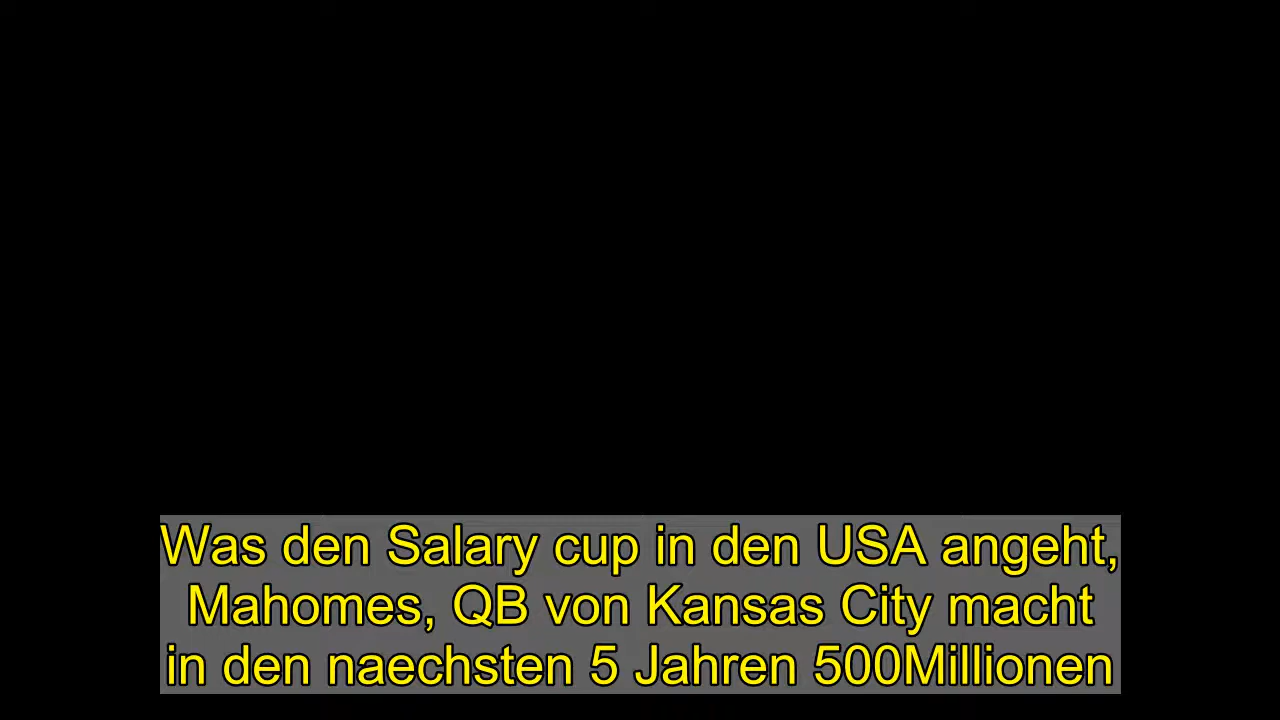 Was den Salary cup in den USA angeht,
Mahomes, QB von Kansas City macht
in den naechsten 5 Jahren 500Millionen